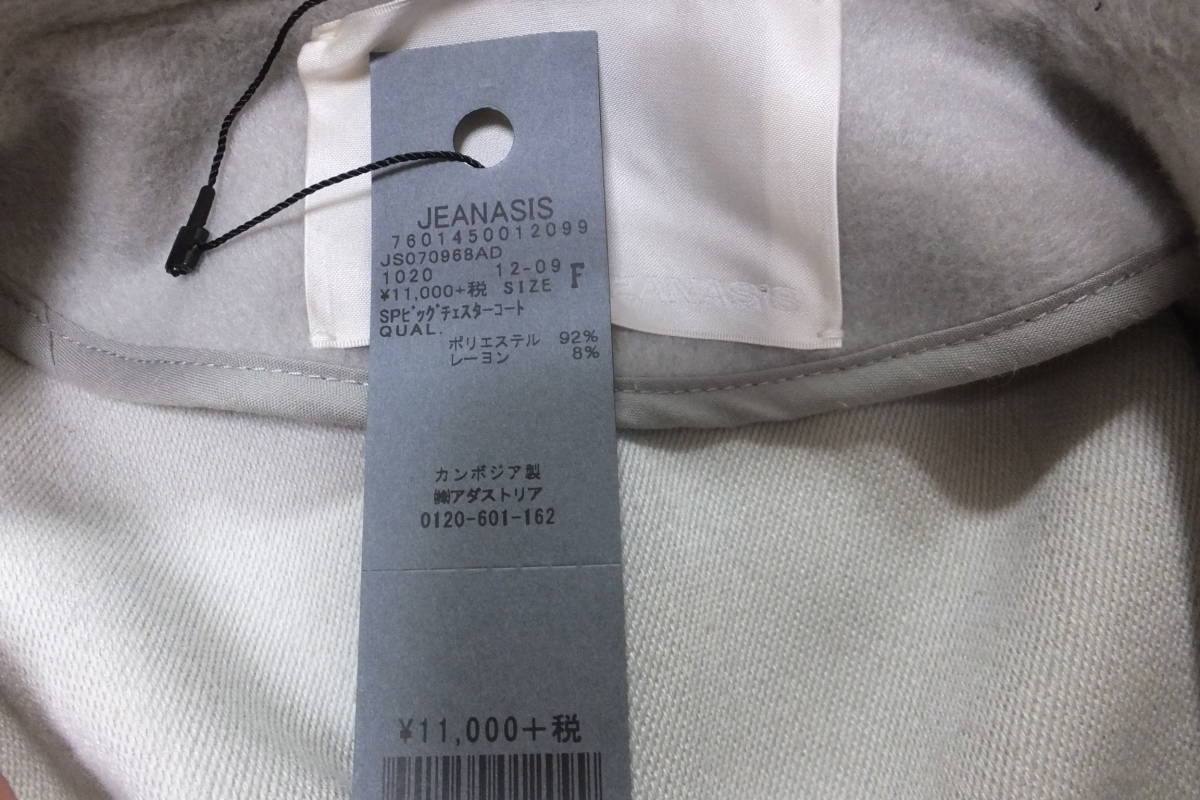 JEANASIS
7601450012099
JS070968AD
1020 12-09
¥11,000+税 SIZE F
SPビッグチェスターコート
QUAL.
ポリエステル 92%
レーヨン 8%
カンボジア製
㈱アダストリア
0120-601-162
¥11,000+税